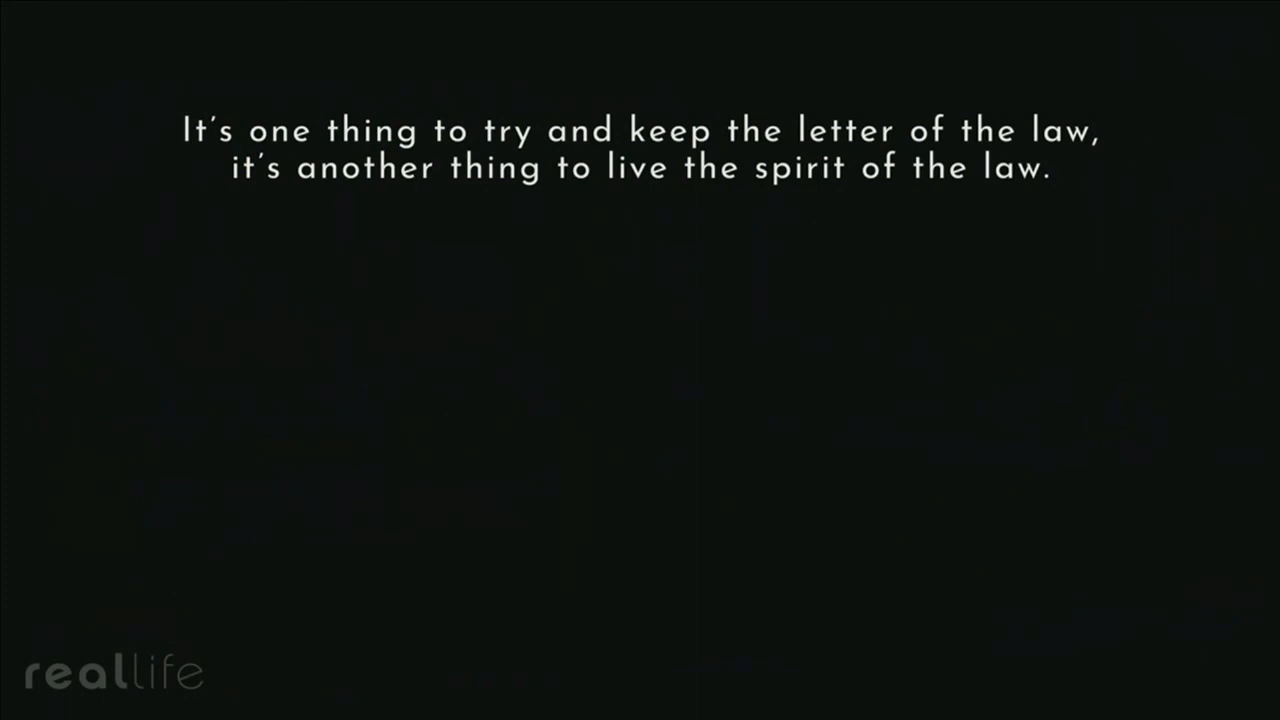 It’s one thing to try and keep the letter of the law,
it’s another thing to live the spirit of the law.
reallife